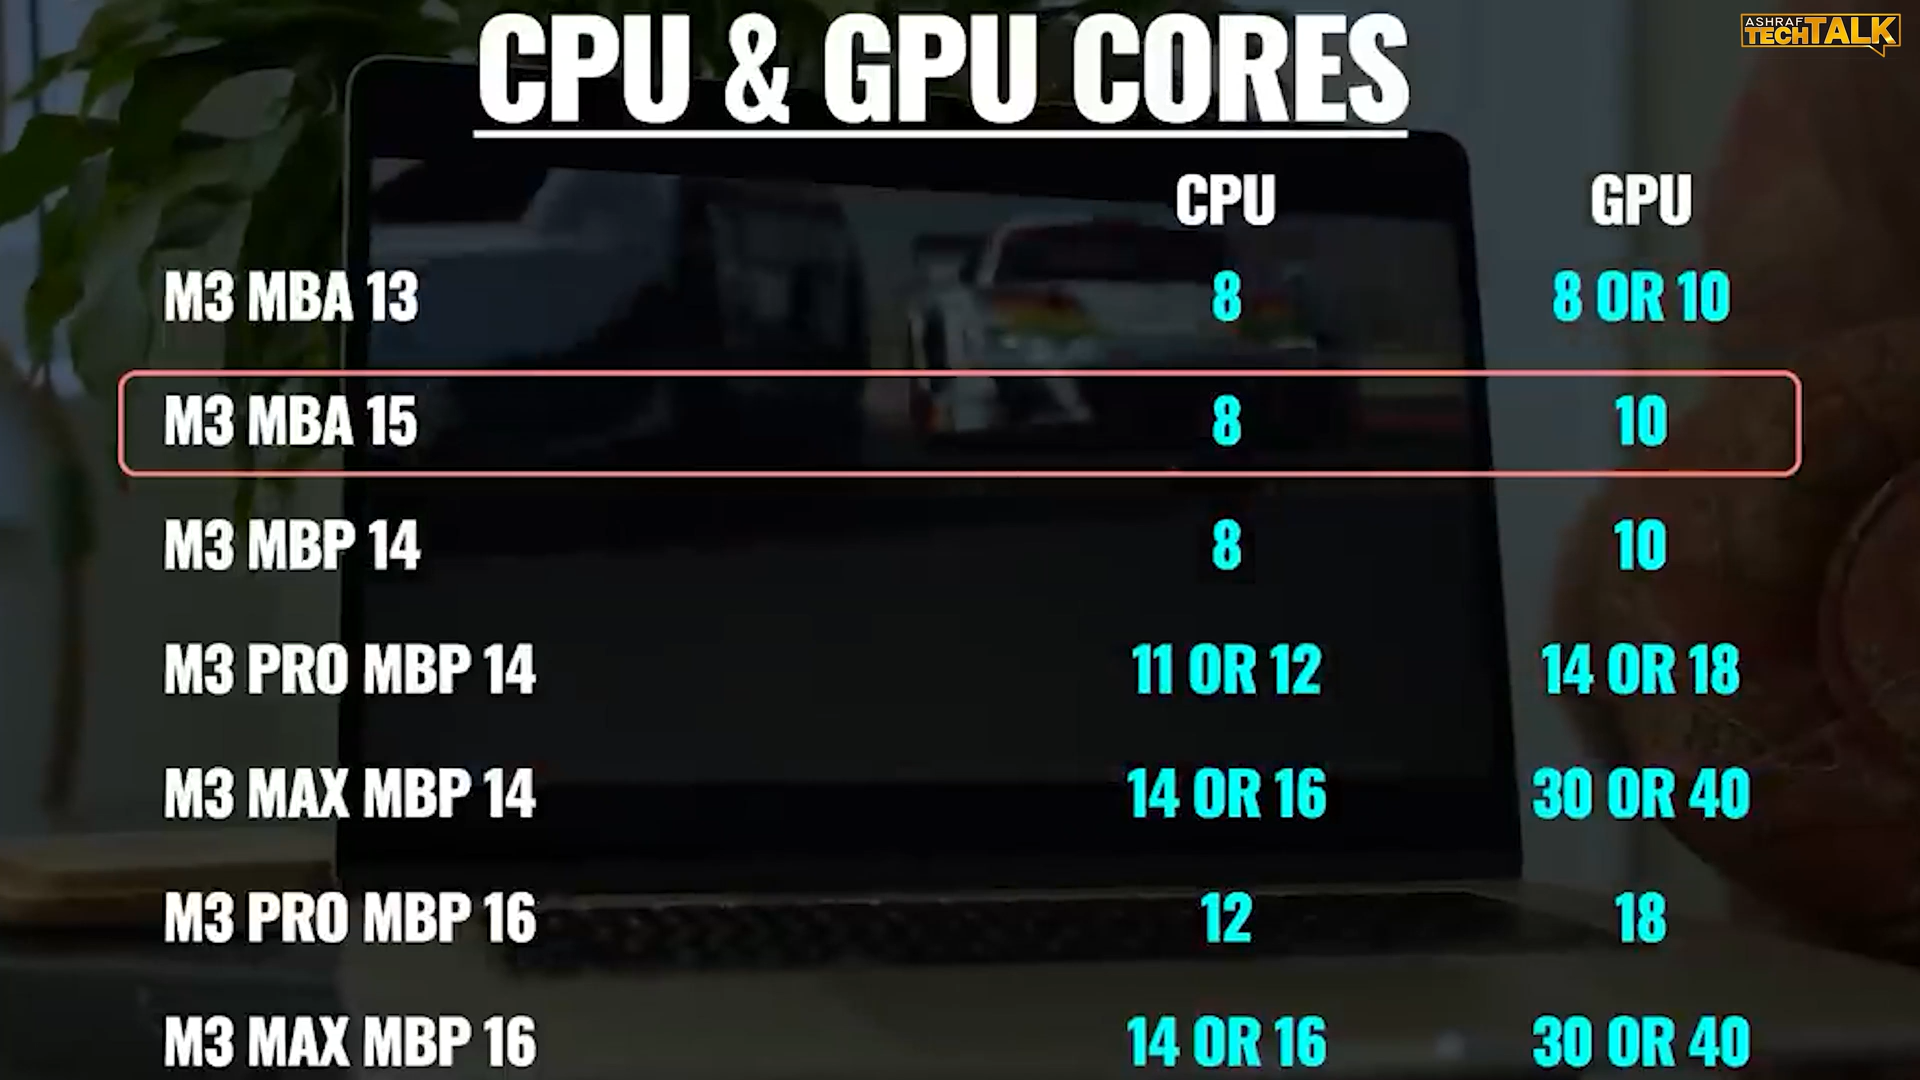 ASHRAF
TECHTALK
CPU & GPU CORES
CPU GPU
M3 MBA 13 8 8 OR 10
M3 MBA 15 8 10
M3 MBP 14 8 10
M3 PRO MBP 14 11 OR 12 14 OR 18
M3 MAX MBP 14 14 OR 16 30 OR 40
M3 PRO MBP 16 12 18
M3 MAX MBP 16 14 OR 16 30 OR 40